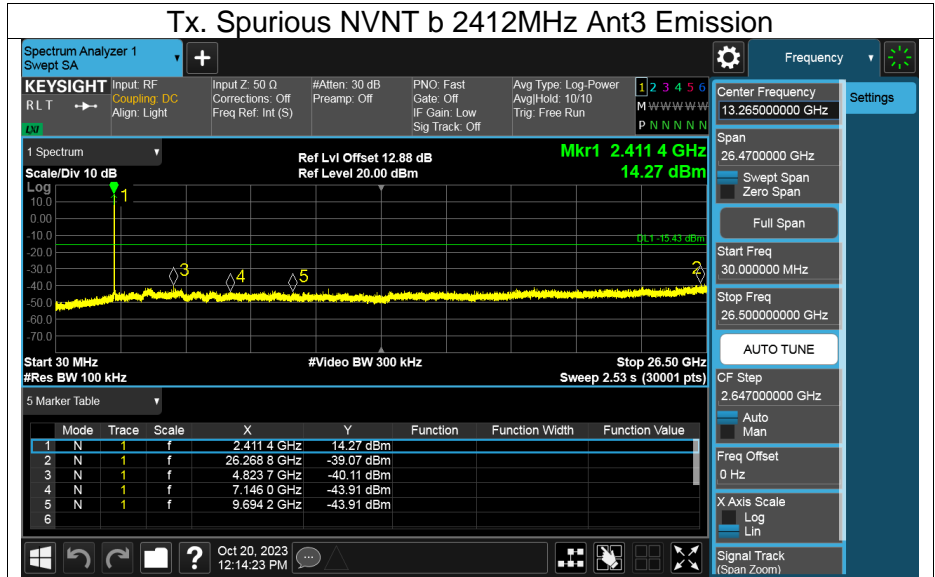 Tx. Spurious NVNT b 2412MHz Ant3 Emission
Spectrum Analyzer 1
Swept SA
+
Frequency
KEYSIGHT
Input: RF
Input Z: 50 Ω
#Atten: 30 dB
PNO: Fast
Avg Type: Log-Power
1 2 3 4 5 6
RLT
Coupling: DC
Corrections: Off
Preamp: Off
Gate: Off
Avg|Hold: 10/10
M W W W W W
Align: Light
Freq Ref: Int (S)
IF Gain: Low
Trig: Free Run
LXI
Sig Track: Off
P N N N N N
1 Spectrum
Ref Lvl Offset 12.88 dB
Mkr1 2.411 4 GHz
Scale/Div 10 dB
Ref Level 20.00 dBm
14.27 dBm
Log
10.0
0.00
-10.0
-20.0
-30.0
-40.0
-50.0
-60.0
-70.0
1
DL1 -15.43 dBm
3
4
5
2
Start 30 MHz
#Video BW 300 kHz
Stop 26.50 GHz
#Res BW 100 kHz
Sweep 2.53 s (30001 pts)
5 Marker Table
Mode Trace Scale X Y Function Function Width Function Value
1 N 1 f 2.411 4 GHz 14.27 dBm
2 N 1 f 26.268 8 GHz -39.07 dBm
3 N 1 f 4.823 7 GHz -40.11 dBm
4 N 1 f 7.146 0 GHz -43.91 dBm
5 N 1 f 9.694 2 GHz -43.91 dBm
6
?
Oct 20, 2023
12:14:23 PM
Center Frequency
13.265000000 GHz
Settings
Span
26.4700000 GHz
Swept Span
Zero Span
Full Span
Start Freq
30.000000 MHz
Stop Freq
26.500000000 GHz
AUTO TUNE
CF Step
2.647000000 GHz
Auto
Man
Freq Offset
0 Hz
X Axis Scale
Log
Lin
Signal Track
(Span Zoom)